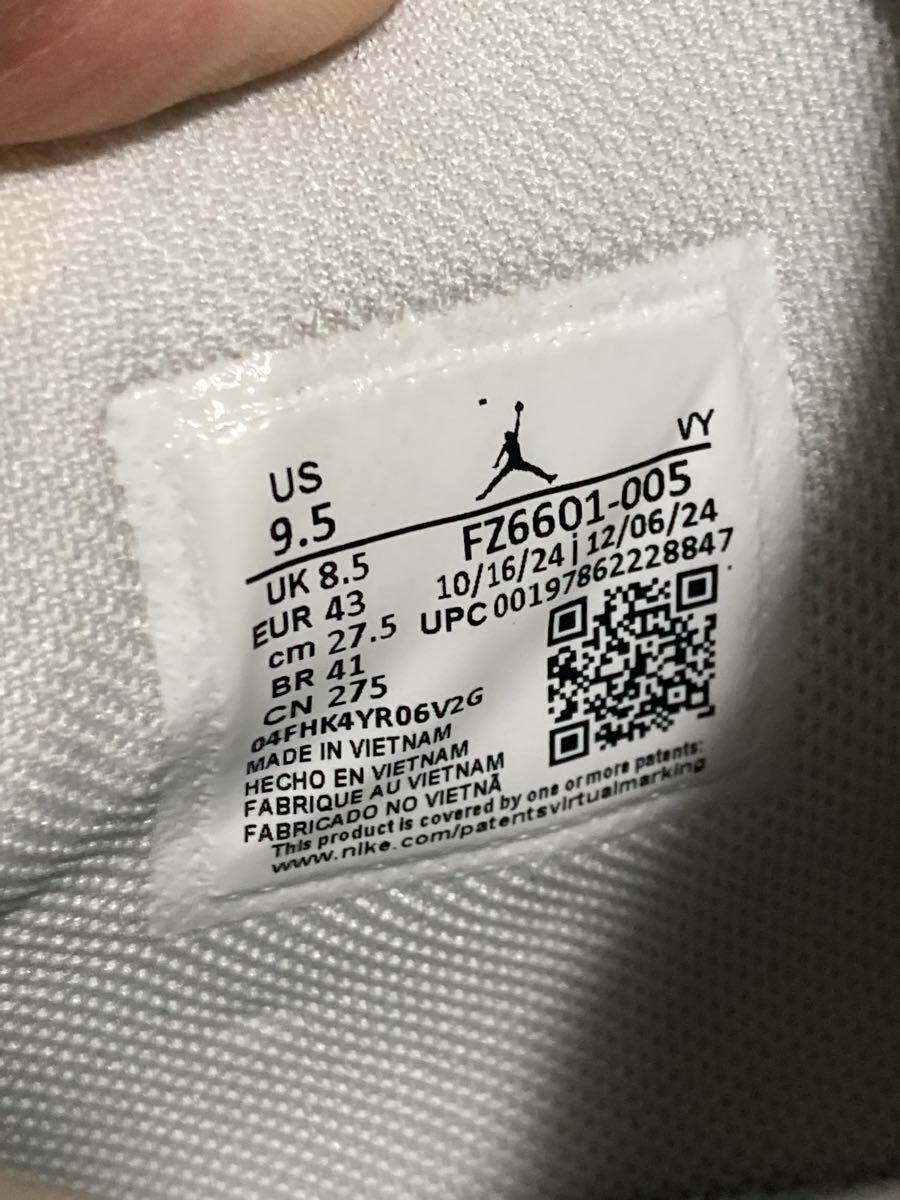 US
9.5
VY
UK 8.5
EUR 43
cm 27.5
BR 41
CN 275
FZ6601-005
10/16/24 | 12/06/24
UPC 00197862228847
04FHK4YR06V2G
MADE IN VIETNAM
HECHO EN VIETNAM
FABRIQUE AU VIETNAM
FABRICADO NO VIETNÃ
This product is covered by one or more patents:
www.nike.com/patentsvirtualmarking